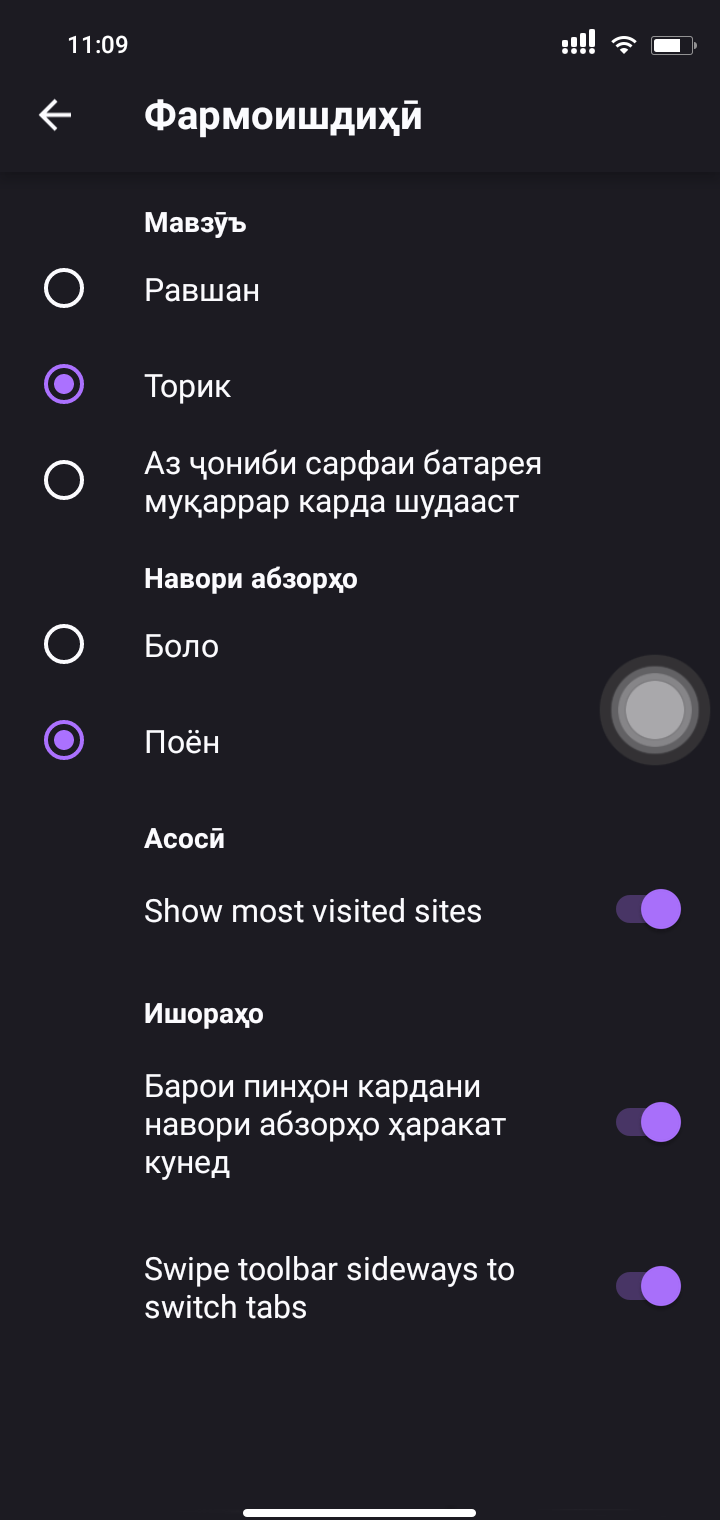 11:09
Фармоишдиҳӣ
Мавзӯъ
Равшан
Торик
Аз ҷониби сарфаи батарея
муқаррар карда шудааст
Навори абзорҳо
Боло
Поён
Асосӣ
Show most visited sites
Ишораҳо
Барои пинҳон кардани
навори абзорҳо ҳаракат
кунед
Swipe toolbar sideways to
switch tabs